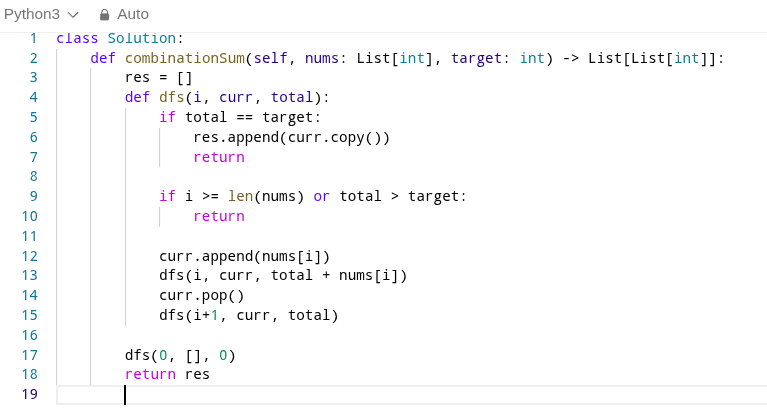 Python3 Auto
1 class Solution:
2     def combinationSum(self, nums: List[int], target: int) -> List[List[int]]:
3         res = []
4         def dfs(i, curr, total):
5             if total == target:
6                 res.append(curr.copy())
7                 return
8
9             if i >= len(nums) or total > target:
10                 return
11
12             curr.append(nums[i])
13             dfs(i, curr, total + nums[i])
14             curr.pop()
15             dfs(i+1, curr, total)
16
17         dfs(0, [], 0)
18         return res
19